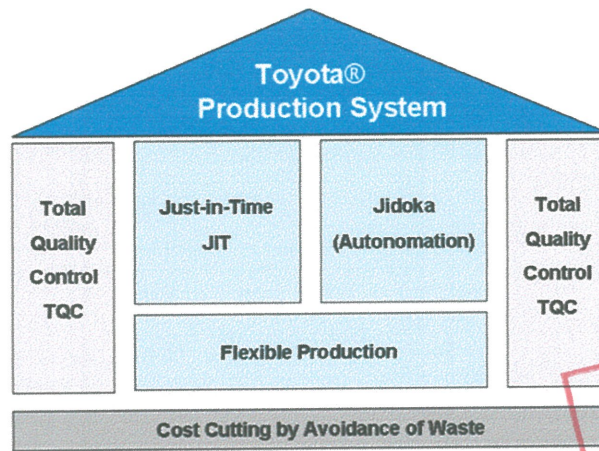 Toyota®
Production System
Total
Quality
Control
TQC
Just-in-Time
JIT
Jidoka
(Autonomation)
Total
Quality
Control
TQC
Flexible Production
Cost Cutting by Avoidance of Waste